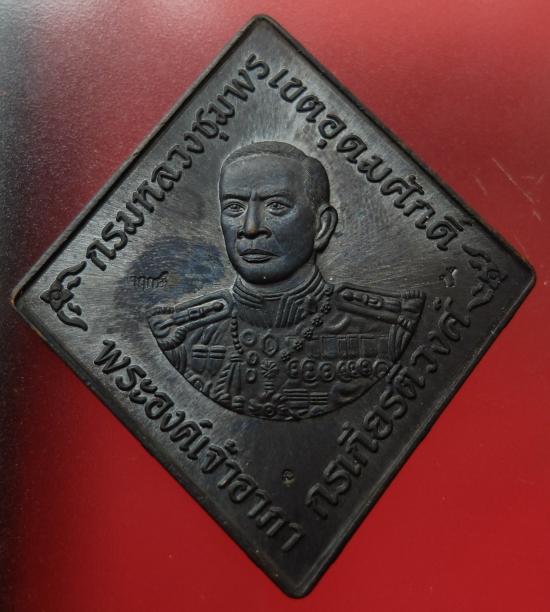 กรมหลวงชุมพรเขตอุดมศักดิ์
พระองค์เจ้าอาภากรเกียรติวงศ์